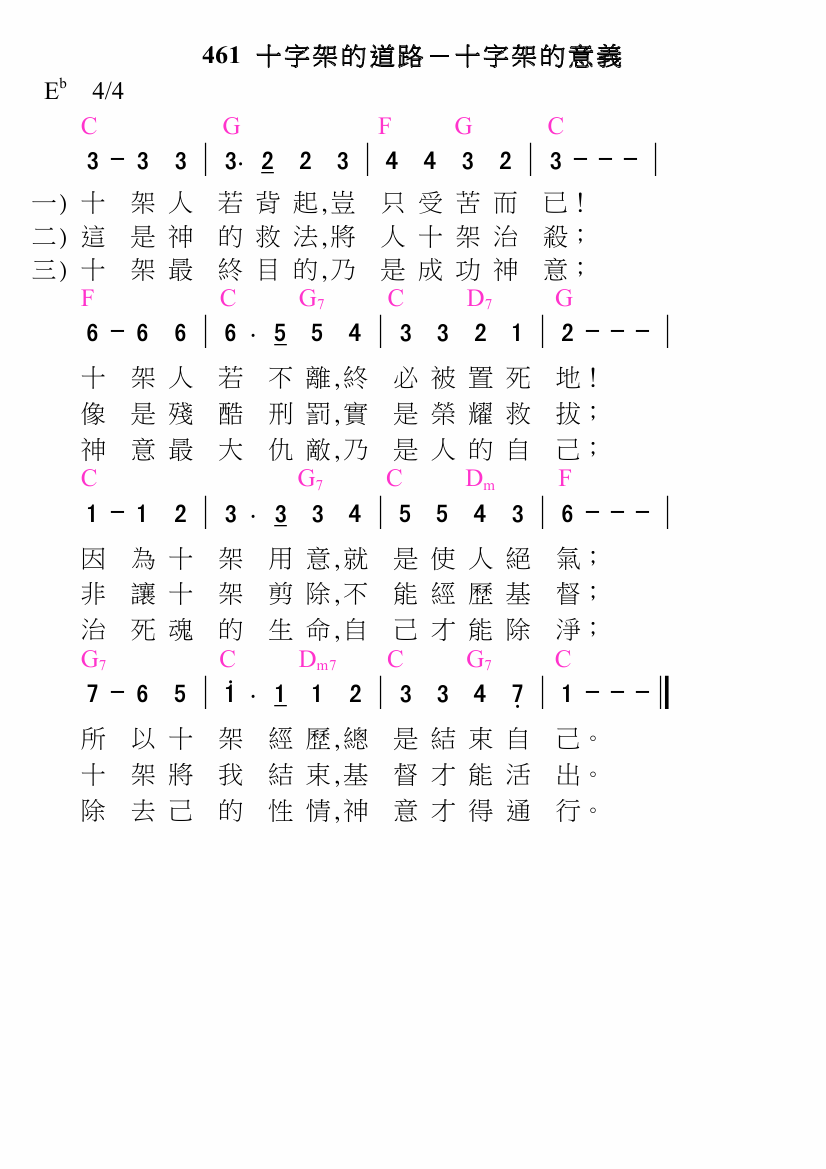 461 十字架的道路－十字架的意義
E♭ 4/4
C G F G C
3 - 3 3 | 3. 2 2 3 | 4 4 3 2 | 3 - - - |
一) 十 架 人 若 背 起,豈 只 受 苦 而 已！
二) 這 是 神 的 救 法,將 人 十 架 治 殺；
三) 十 架 最 終 目 的,乃 是 成 功 神 意；
F C G7 C D7 G
6 - 6 6 | 6 . 5 5 4 | 3 3 2 1 | 2 - - - |
十 架 人 若 不 離,終 必 被 置 死 地！
像 是 殘 酷 刑 罰,實 是 榮 耀 救 拔；
神 意 最 大 仇 敵,乃 是 人 的 自 己；
C G7 C Dm F
1 - 1 2 | 3 . 3 3 4 | 5 5 4 3 | 6 - - - |
因 為 十 架 用 意,就 是 使 人 絕 氣；
非 讓 十 架 剪 除,不 能 經 歷 基 督；
治 死 魂 的 生 命,自 己 才 能 除 淨；
G7 C Dm7 C G7 C
7 - 6 5 | 1̇ . 1 1 2 | 3 3 4 7̣ | 1 - - - ‖
所 以 十 架 經 歷,總 是 結 束 自 己。
十 架 將 我 結 束,基 督 才 能 活 出。
除 去 己 的 性 情,神 意 才 得 通 行。